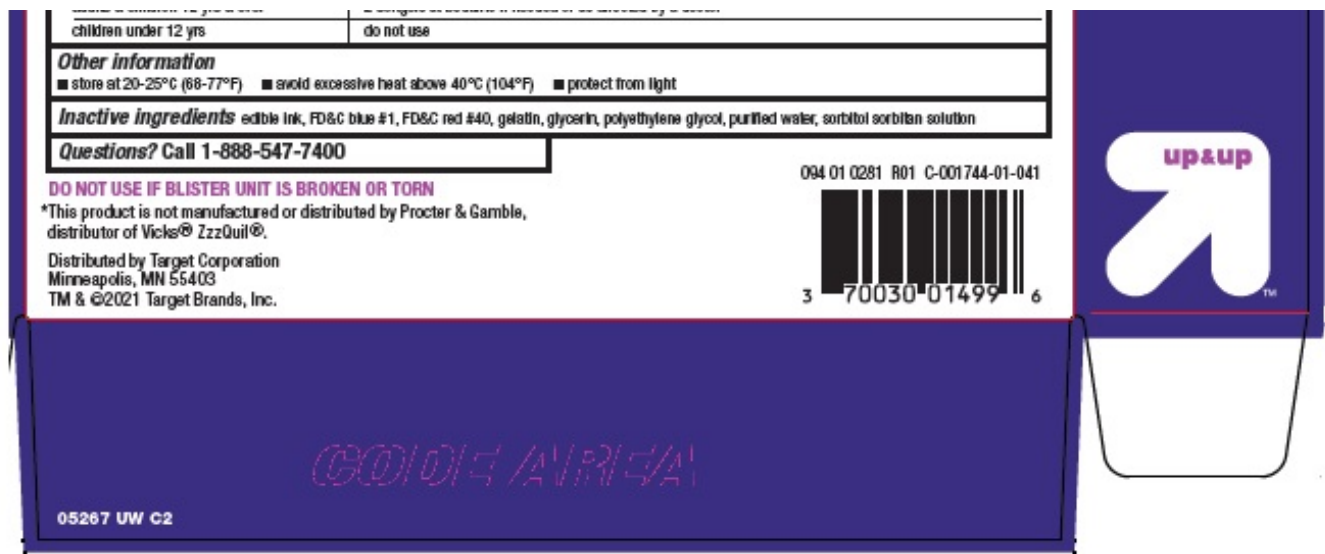 children under 12 yrs do not use
Other information
■ store at 20-25°C (68-77°F) ■ avoid excessive heat above 40°C (104°F) ■ protect from light
Inactive ingredients edible ink, FD&C blue #1, FD&C red #40, gelatin, glycerin, polyethylene glycol, purified water, sorbitol sorbitan solution
Questions? Call 1-888-547-7400
DO NOT USE IF BLISTER UNIT IS BROKEN OR TORN
*This product is not manufactured or distributed by Procter & Gamble,
distributor of Vicks® ZzzQuil®.
Distributed by Target Corporation
Minneapolis, MN 55403
TM & ©2021 Target Brands, Inc.
094 01 0281 R01 C-001744-01-041
3 70030 01499 6
up&up
TM
CODE AREA
05267 UW C2